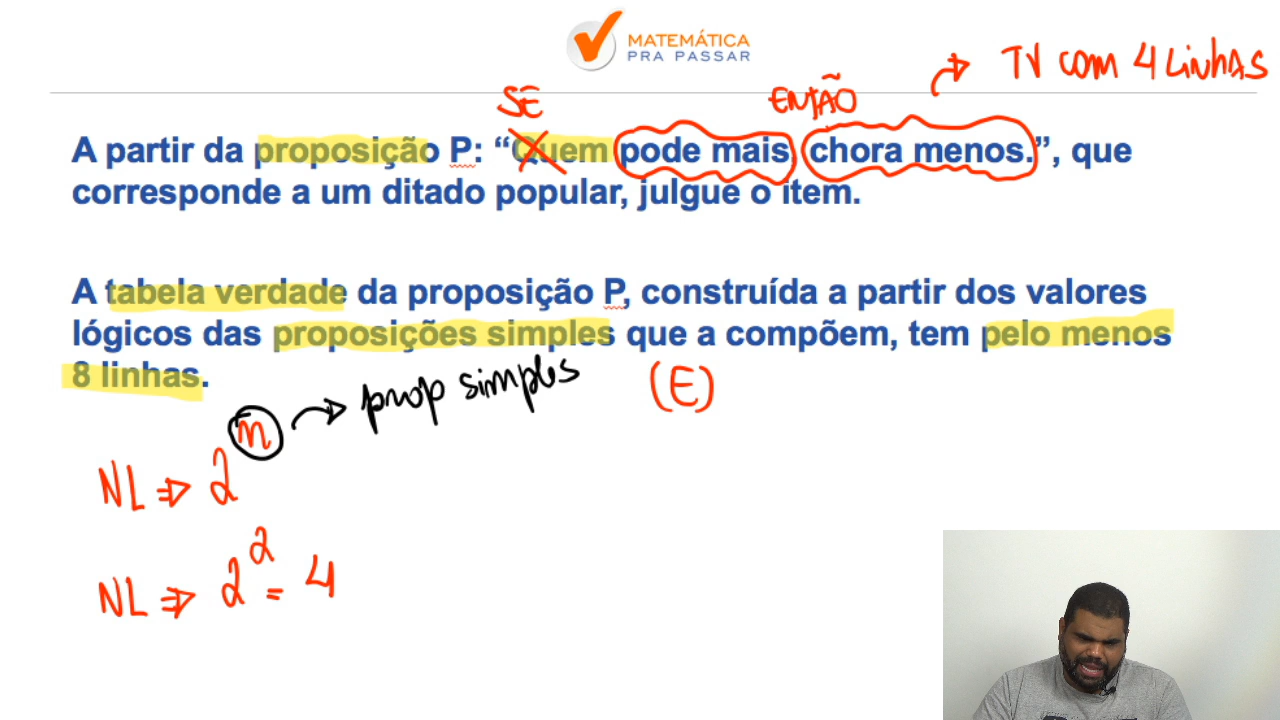 MATEMÁTICA
PRA PASSAR
TV com 4 LinHAS
SE
ENTÃO
A partir da proposição P: “Quem pode mais, chora menos.”, que
corresponde a um ditado popular, julgue o item.
A tabela verdade da proposição P, construída a partir dos valores
lógicos das proposições simples que a compõem, tem pelo menos
8 linhas.
(E)
prop simples
NL ⇒ 2^n
NL ⇒ 2^2 = 4